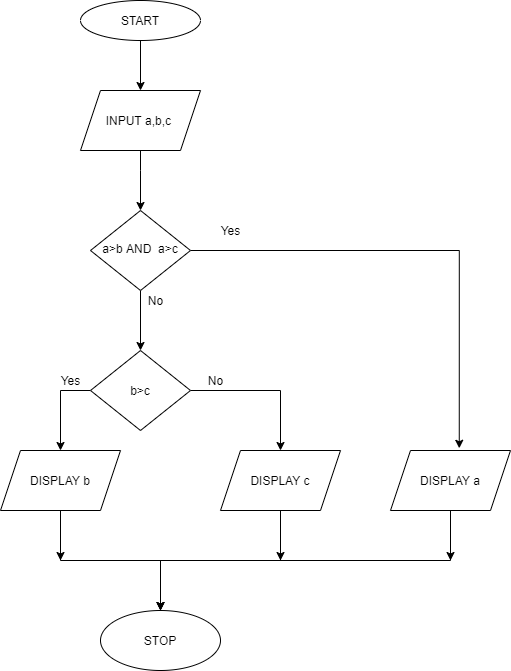 START
INPUT a,b,c
Yes
a>b AND  a>c
No
Yes
No
b>c
DISPLAY b
DISPLAY c
DISPLAY a
STOP